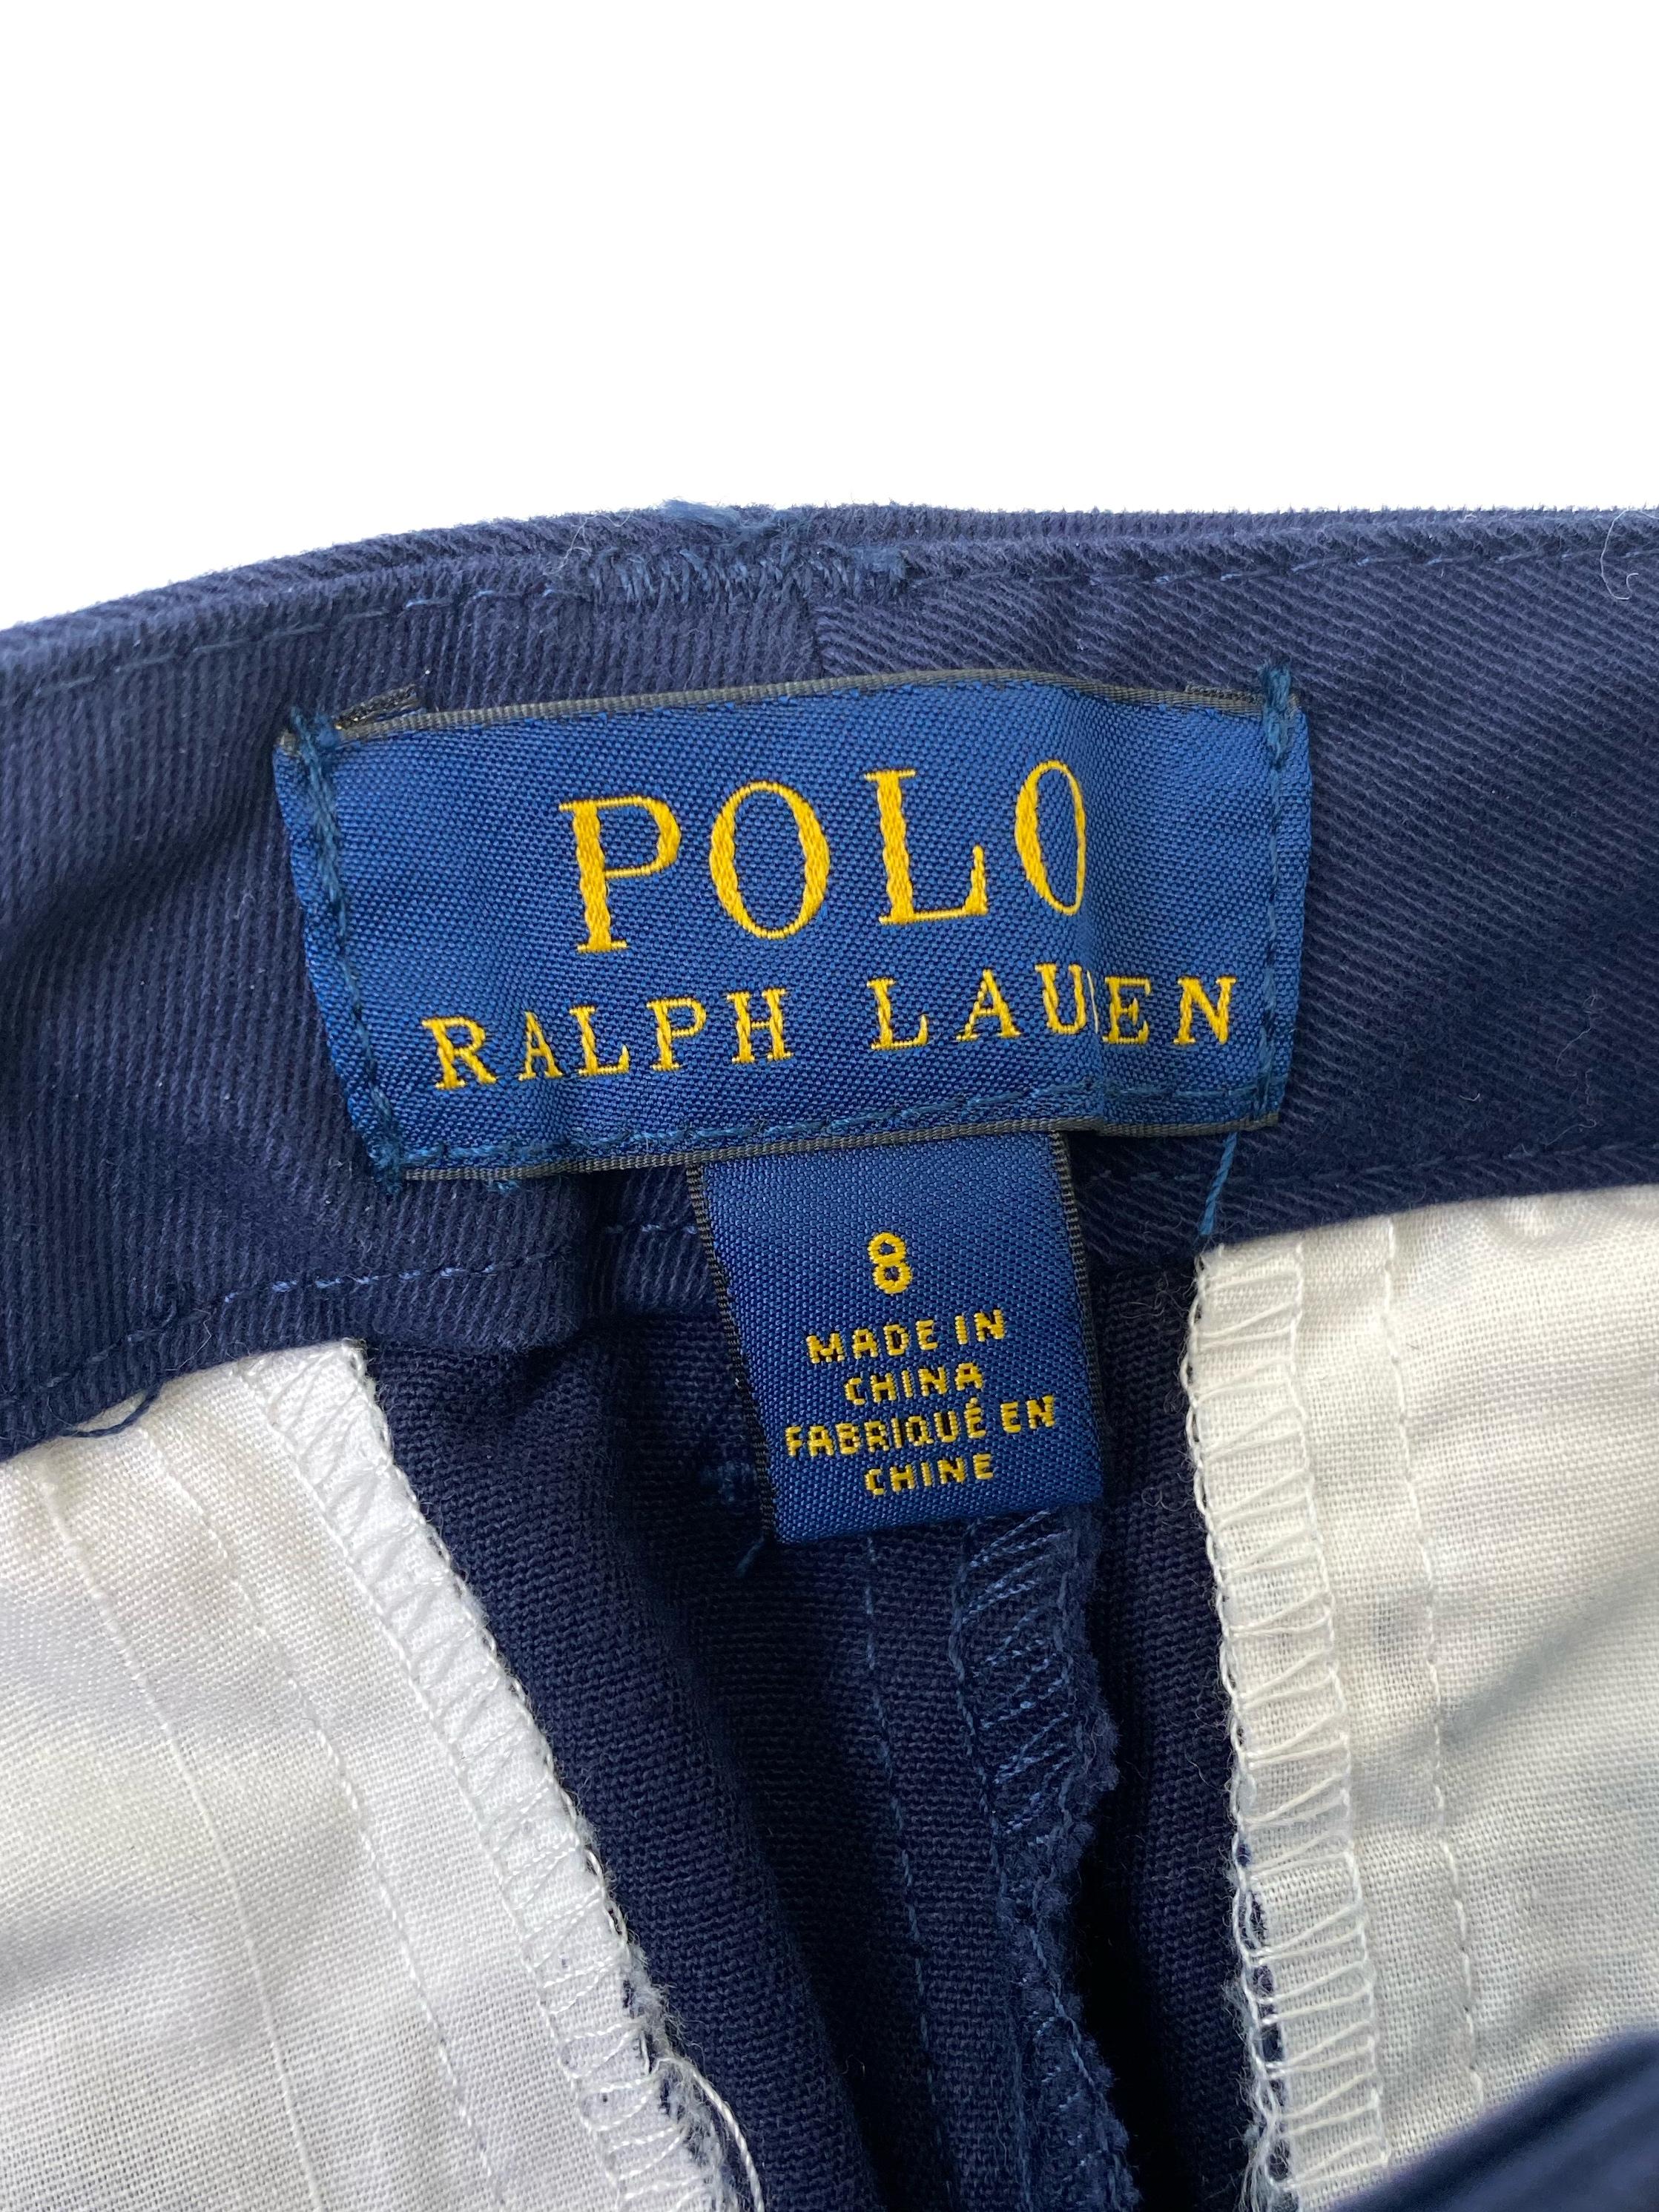 POLO
RALPH LAUREN
8
MADE IN
CHINA
FABRIQUÉ EN
CHINE